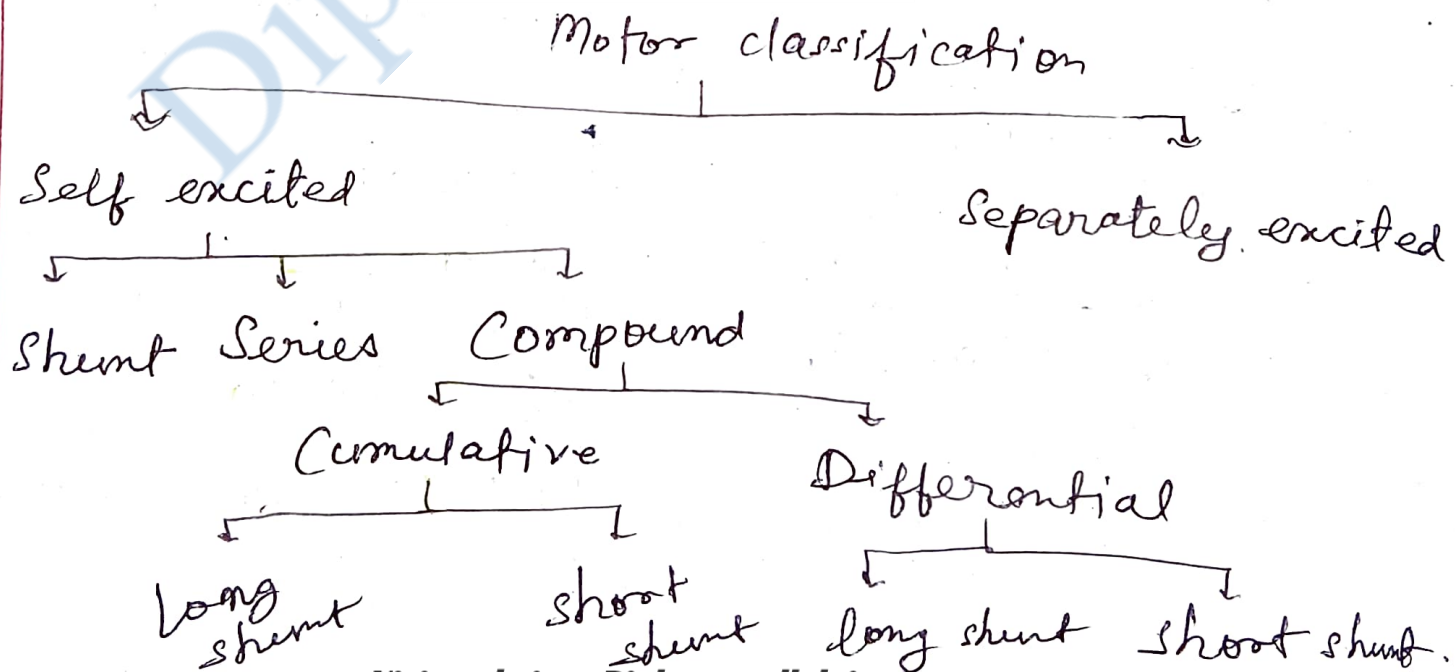 Motor classification
Self excited
Separately excited
Shunt Series Compound
Cumulative
Differential
Long shunt
short shunt
long shunt
short shunt.